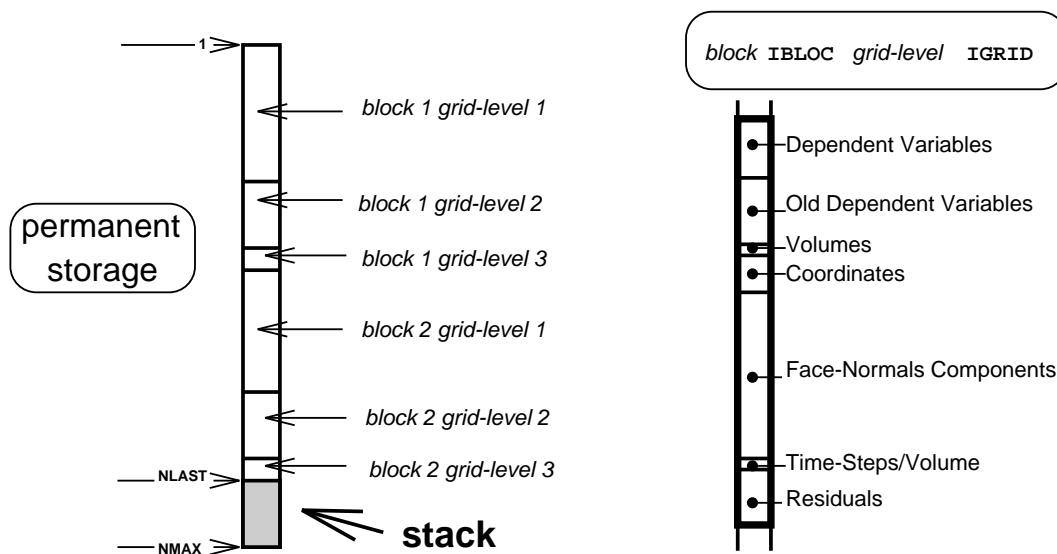 1
block 1 grid-level 1
block 1 grid-level 2
permanent
storage
block 1 grid-level 3
block 2 grid-level 1
block 2 grid-level 2
block 2 grid-level 3
NLAST
stack
NMAX
block IBLOC grid-level IGRID
Dependent Variables
Old Dependent Variables
Volumes
Coordinates
Face-Normals Components
Time-Steps/Volume
Residuals